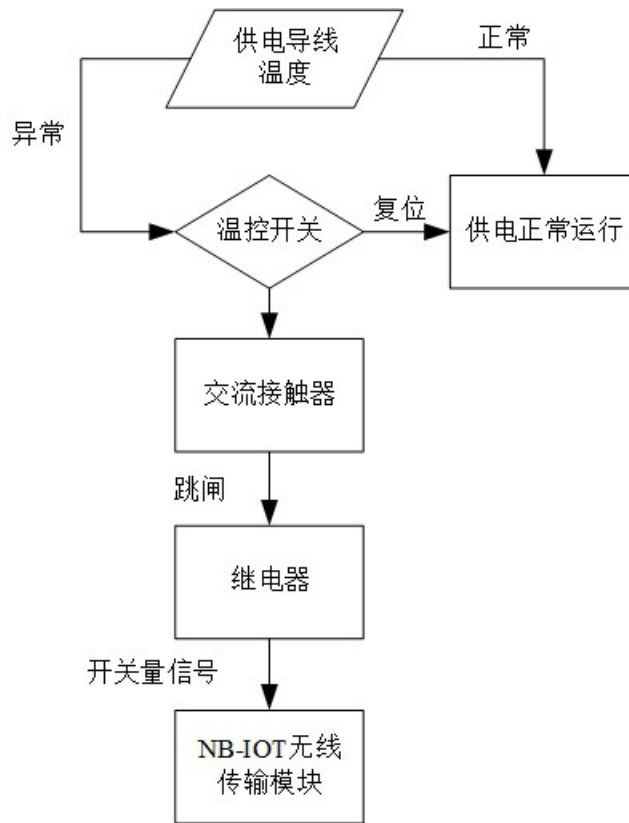 供电导线
温度
正常
异常
温控开关
复位
供电正常运行
交流接触器
跳闸
继电器
开关量信号
NB-IOT无线
传输模块